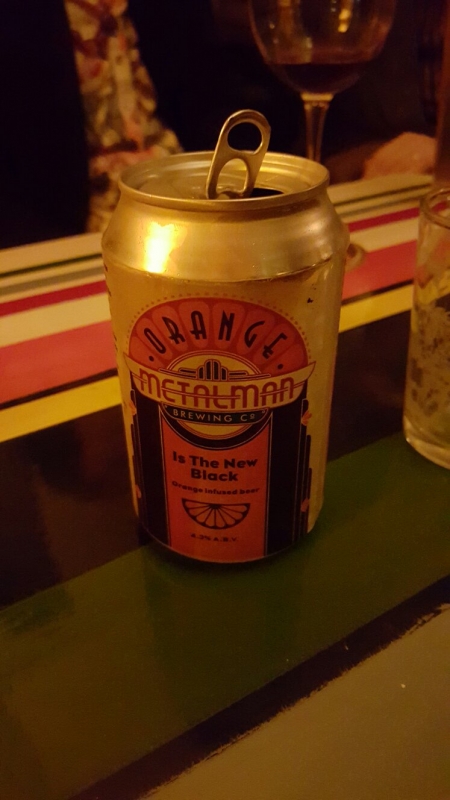 ORANGE
METALMAN
BREWING Co
Is The New
Black
Orange infused beer